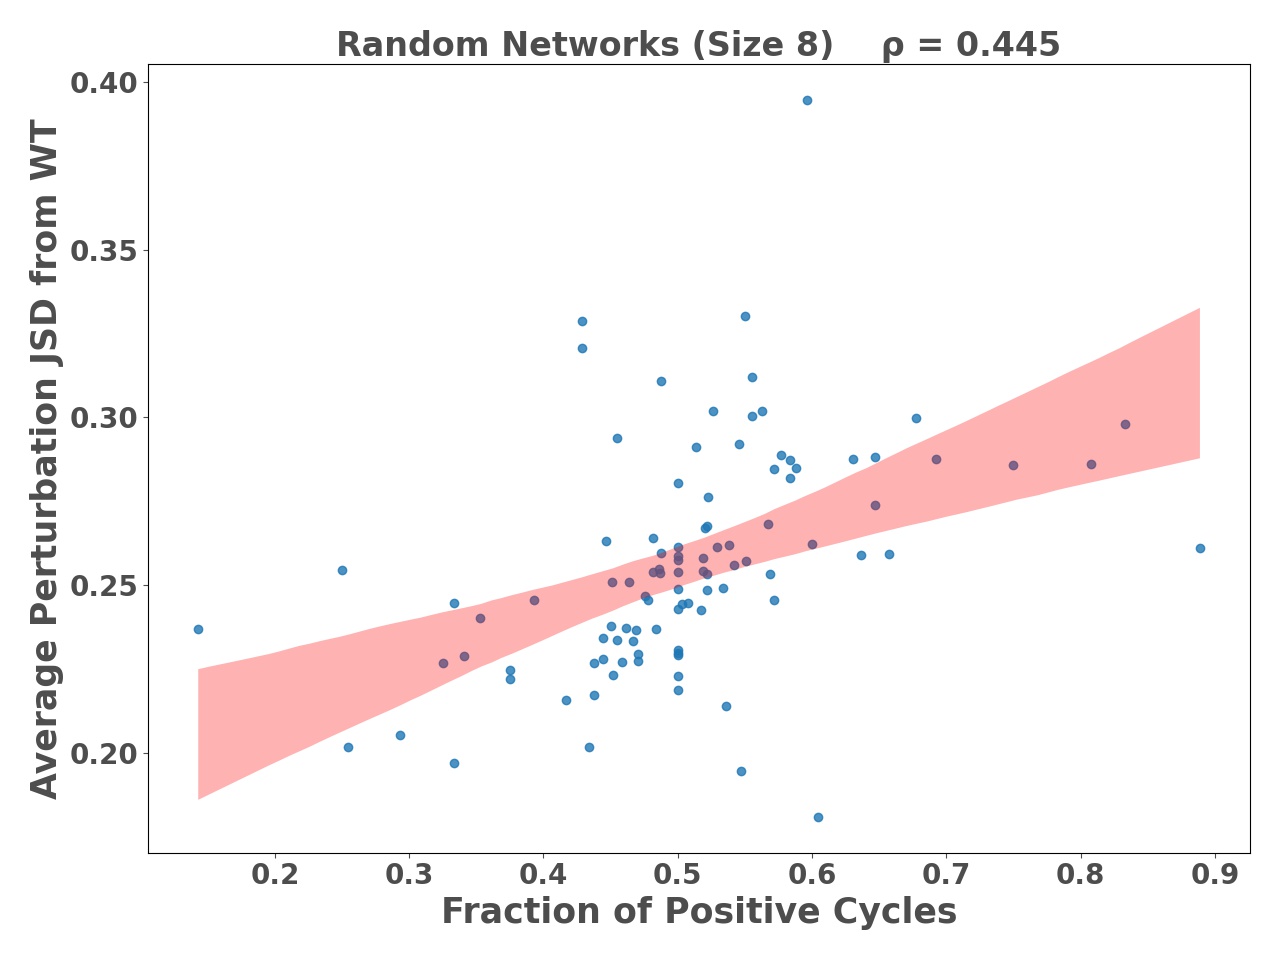 Random Networks (Size 8)    ρ = 0.445
Average Perturbation JSD from WT
0.40
0.35
0.30
0.25
0.20
0.2 0.3 0.4 0.5 0.6 0.7 0.8 0.9
Fraction of Positive Cycles